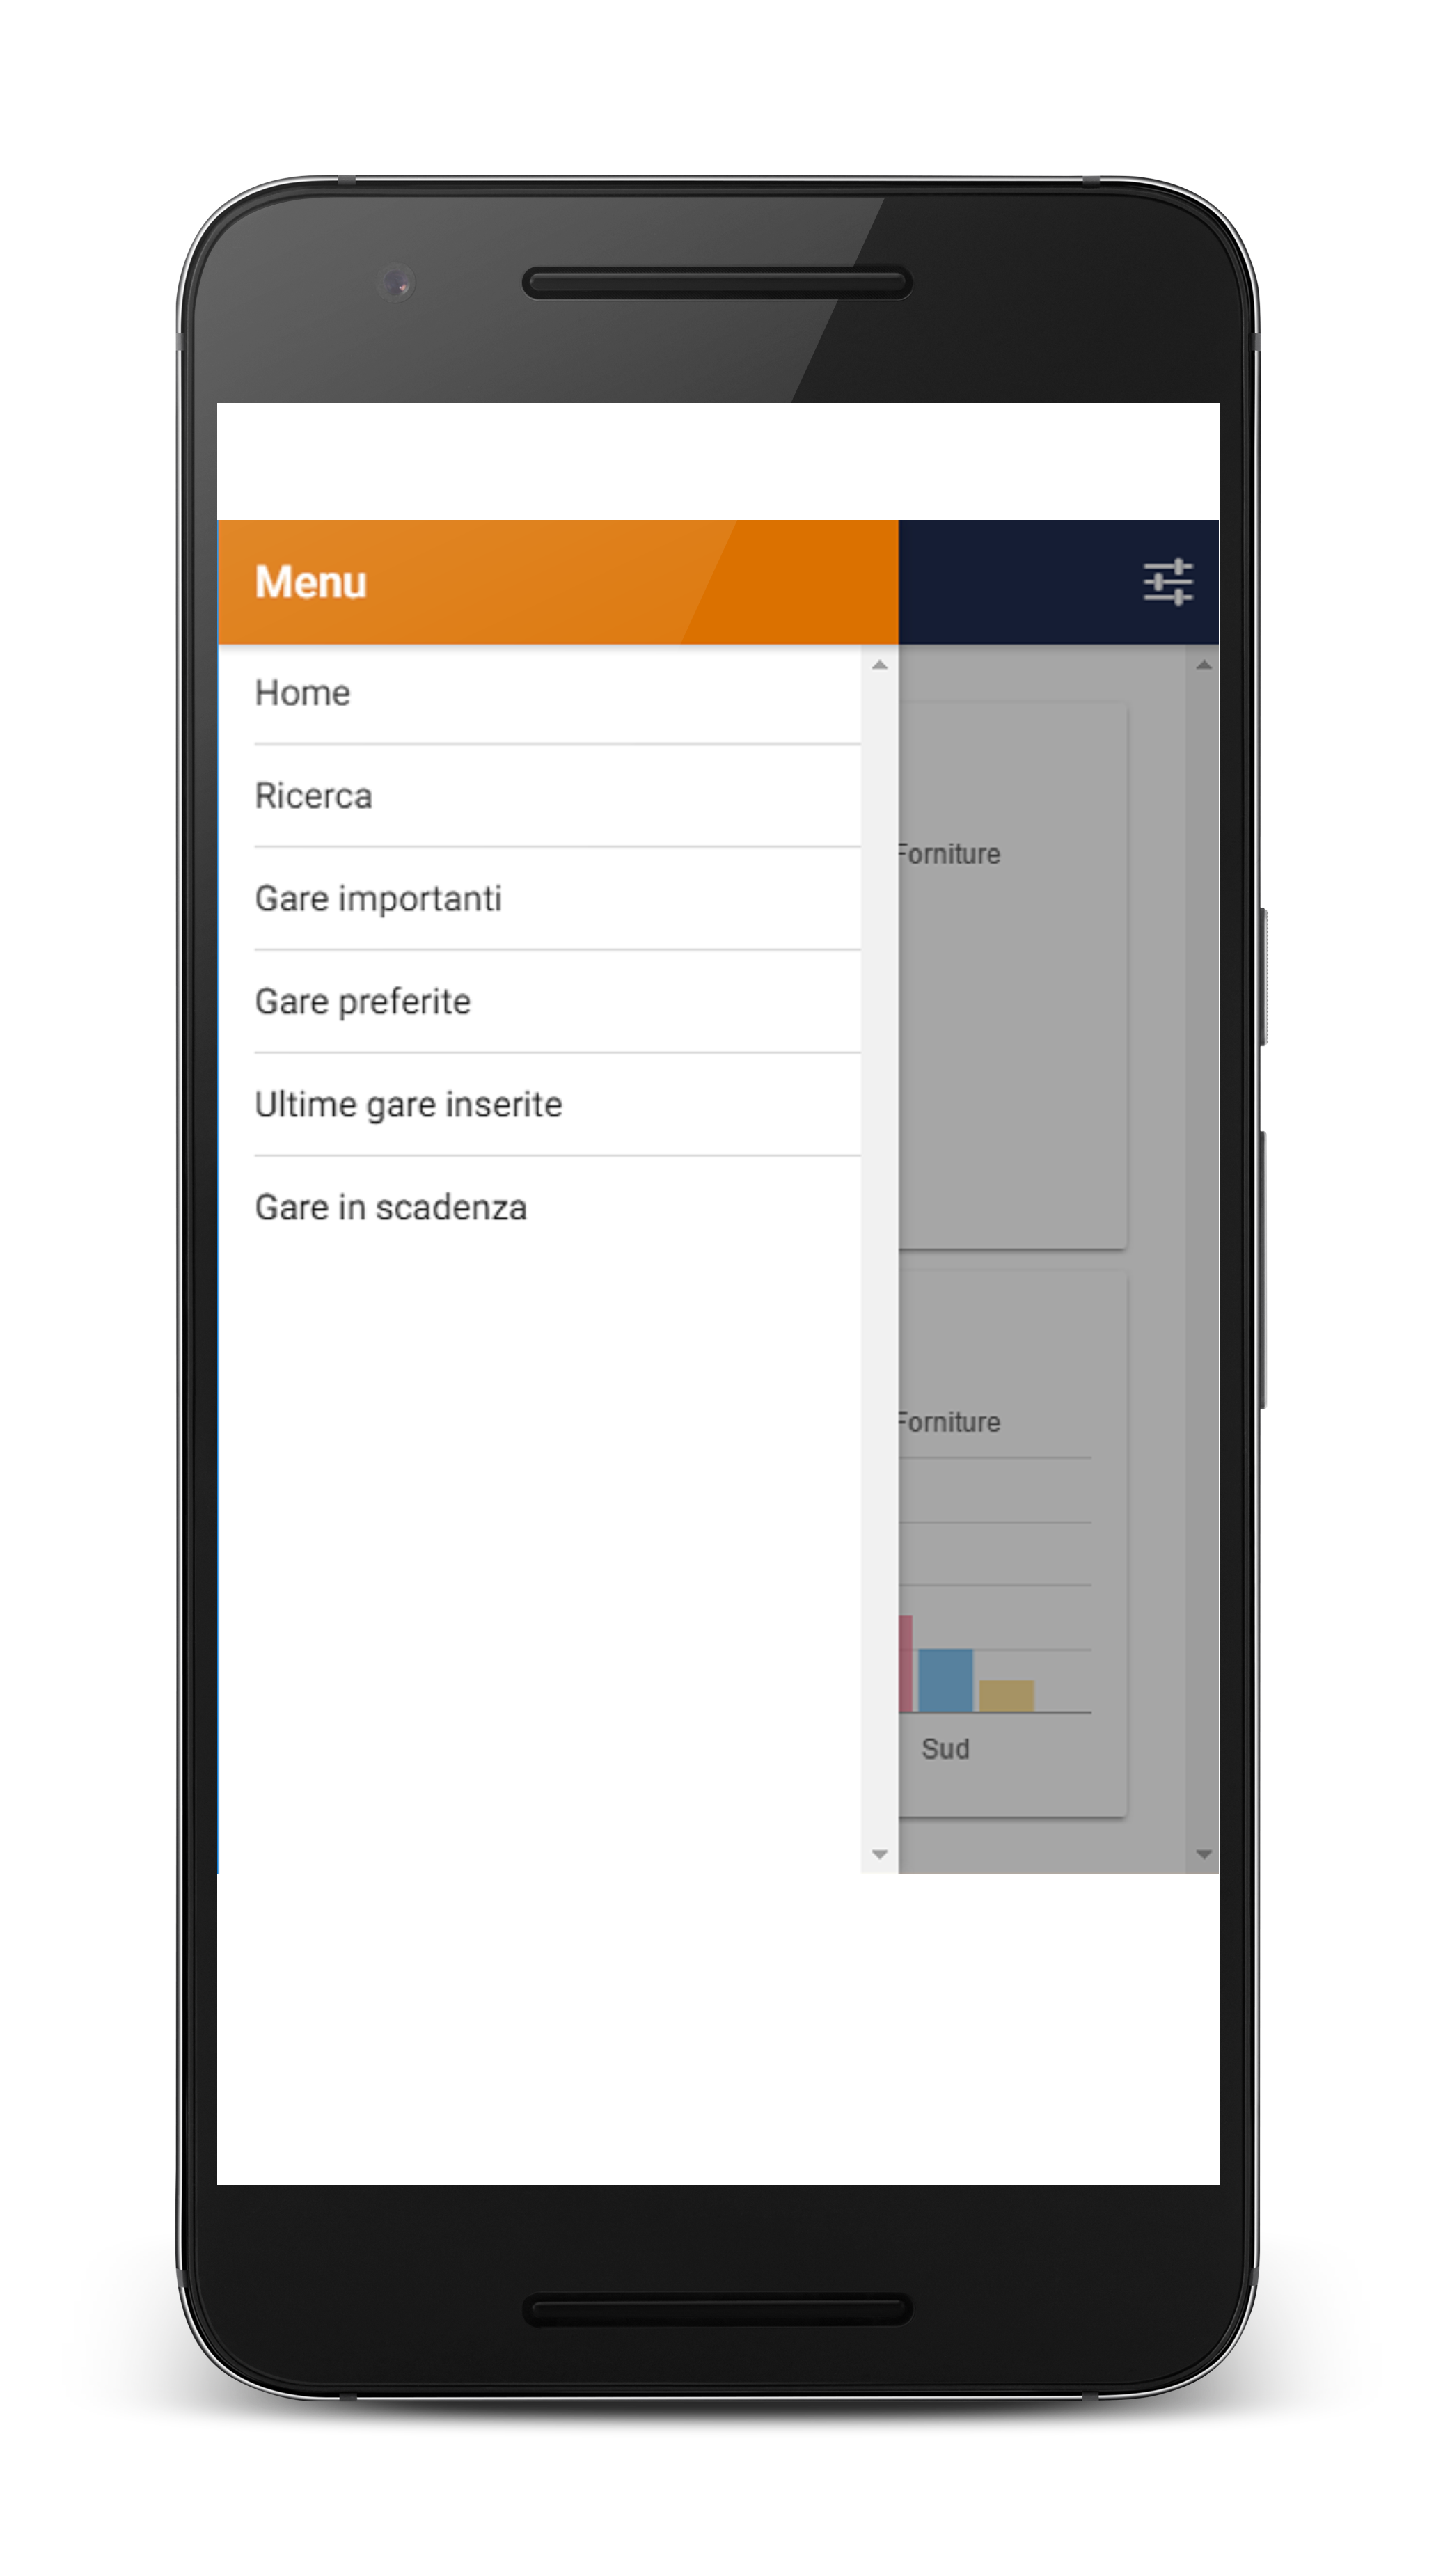 Menu
Home
Ricerca
Gare importanti
Gare preferite
Ultime gare inserite
Gare in scadenza
Forniture
Forniture
Sud